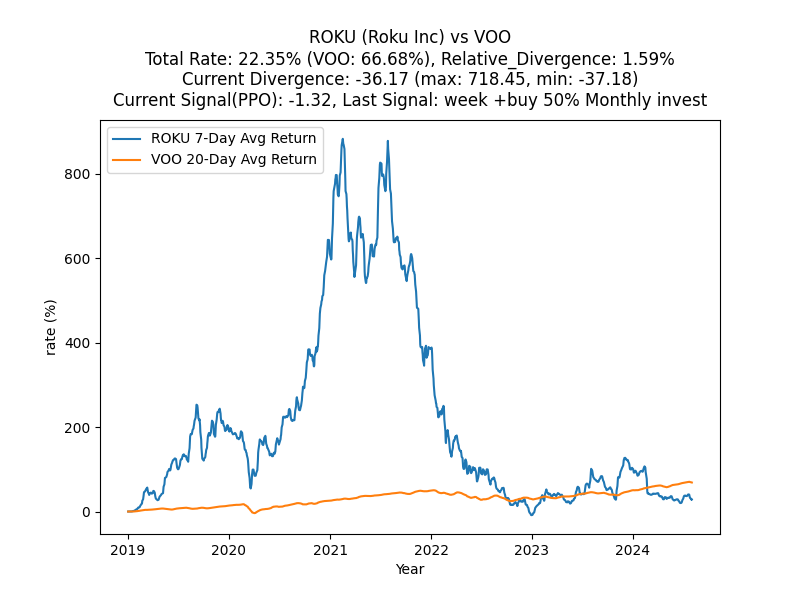 ROKU (Roku Inc) vs VOO
Total Rate: 22.35% (VOO: 66.68%), Relative_Divergence: 1.59%
Current Divergence: -36.17 (max: 718.45, min: -37.18)
Current Signal(PPO): -1.32, Last Signal: week +buy 50% Monthly invest
ROKU 7-Day Avg Return
VOO 20-Day Avg Return
800
600
400
200
0
rate (%)
2019 2020 2021 2022 2023 2024
Year